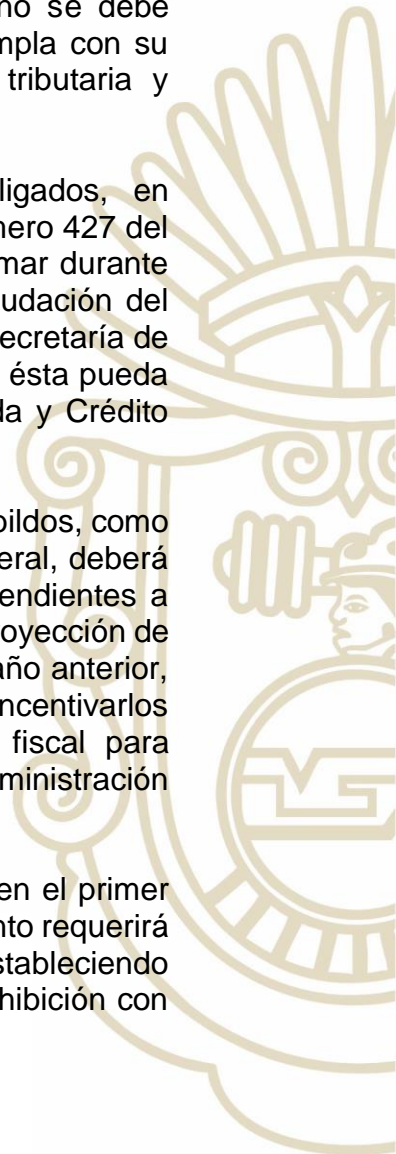 no se debe
mpla con su
tributaria y
ligados, en
nero 427 del
mar durante
udación del
ecretaría de
ésta pueda
da y Crédito
bildos, como
eral, deberá
endientes a
royección de
año anterior,
ncentivarlos
fiscal para
ministración
en el primer
nto requerirá
stableciendo
hibición con